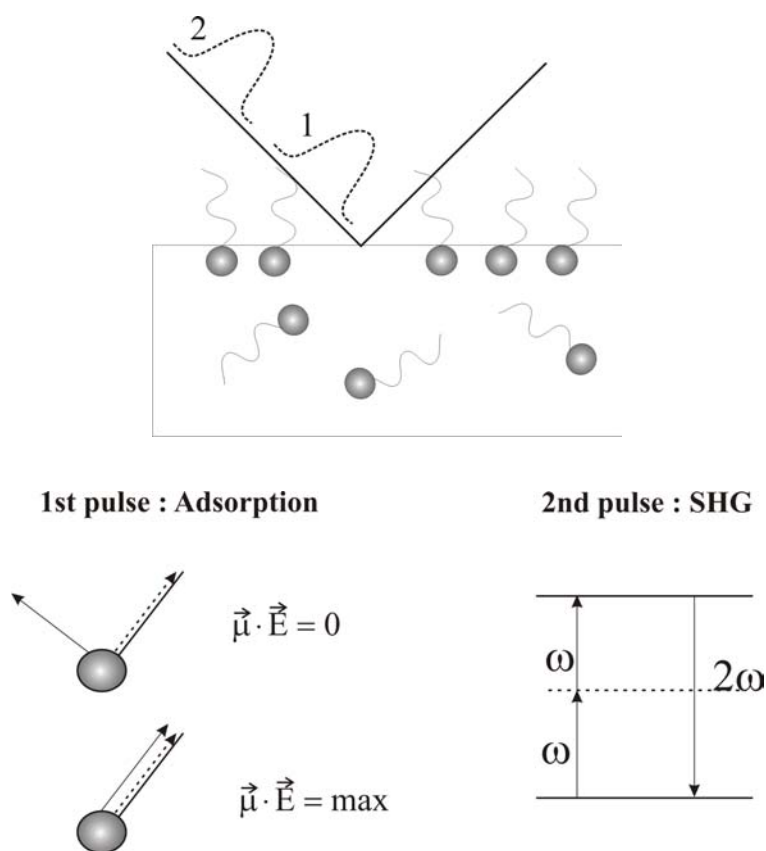 2
1
1st pulse : Adsorption 2nd pulse : SHG
μ⃗ · E⃗ = 0
ω 2ω
ω
μ⃗ · E⃗ = max